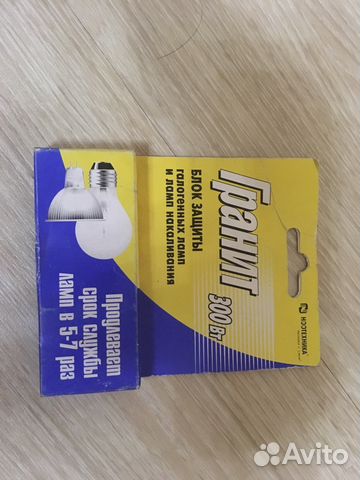 Гранит
300 Вт
БЛОК ЗАЩИТЫ
галогенных ламп
и ламп накаливания
НООТЕХНИКА
Продлевает
срок службы
ламп в 5-7 раз
Avito